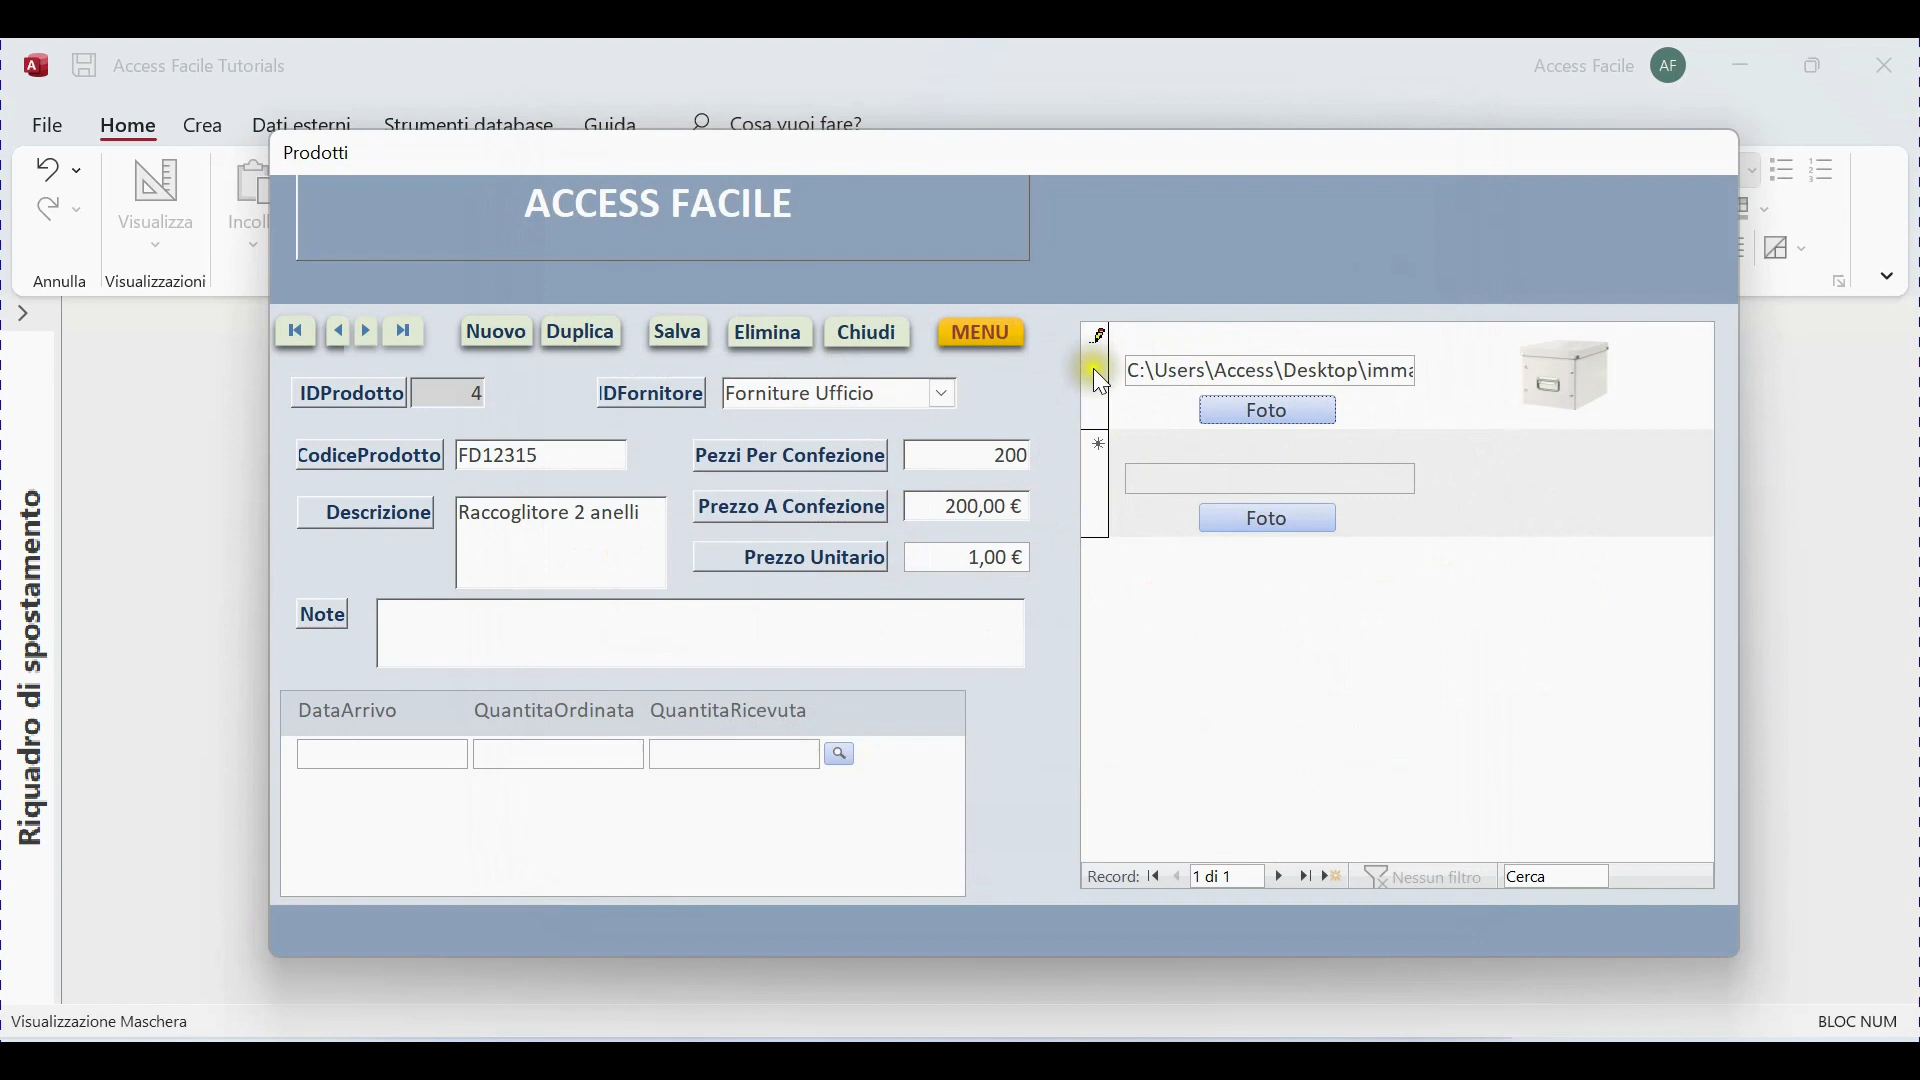 Access Facile Tutorials
Access Facile
AF
File
Home
Crea
Dati esterni
Strumenti database
Guida
Cosa vuoi fare?
Visualizza
Incoll
Annulla
Visualizzazioni
Prodotti
ACCESS FACILE
Nuovo
Duplica
Salva
Elimina
Chiudi
MENU
IDProdotto
4
IDFornitore
Forniture Ufficio
CodiceProdotto
FD12315
Pezzi Per Confezione
200
Descrizione
Raccoglitore 2 anelli
Prezzo A Confezione
200,00 €
Prezzo Unitario
1,00 €
Note
DataArrivo
QuantitaOrdinata
QuantitaRicevuta
C:\Users\Access\Desktop\imma
Foto
Foto
Record:
1 di 1
Nessun filtro
Cerca
Riquadro di spostamento
Visualizzazione Maschera
BLOC NUM